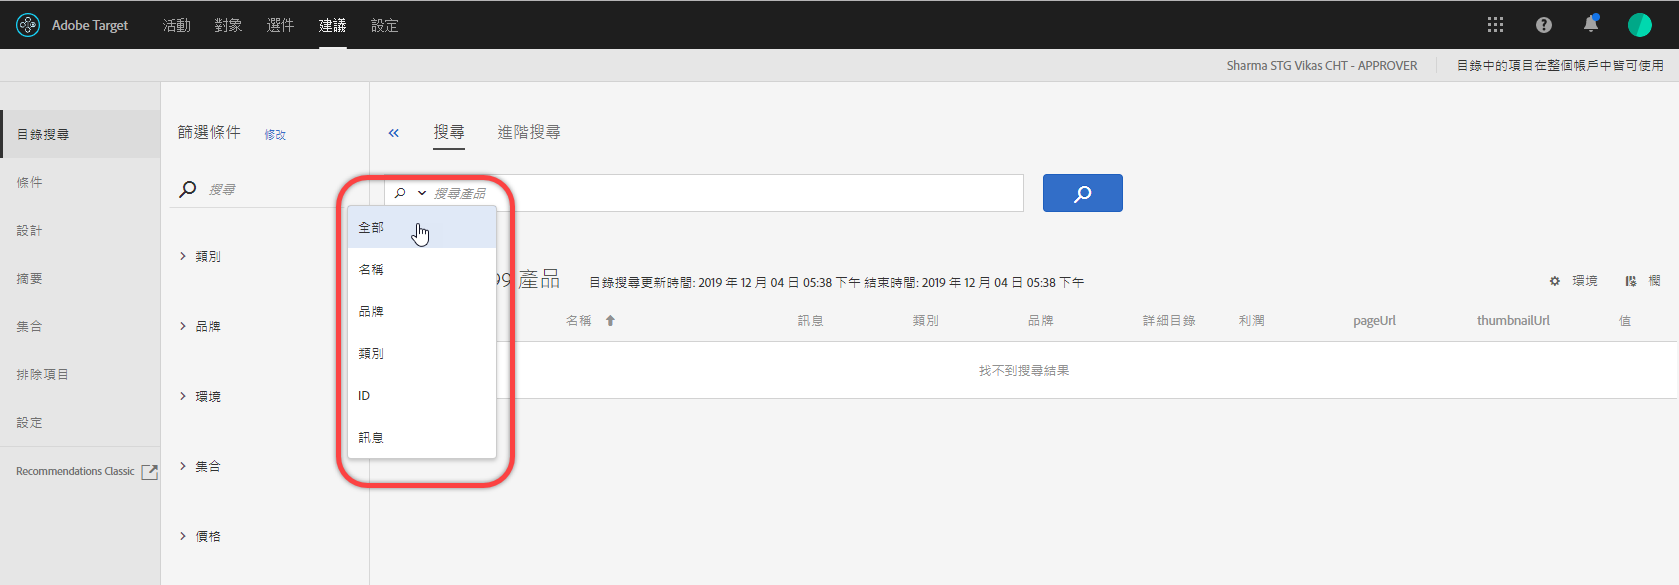 Adobe Target 活動 對象 選件 建議 設定
Sharma STG Vikas CHT - APPROVER 目錄中的項目在整個帳戶中皆可使用
目錄搜尋
條件
設計
摘要
集合
排除項目
設定
Recommendations Classic
篩選條件 修改
搜尋
類別
品牌
環境
集合
價格
« 搜尋 進階搜尋
搜尋產品
全部
名稱
品牌
類別
ID
訊息
99 產品 目錄搜尋更新時間: 2019 年 12 月 04 日 05:38 下午 結束時間: 2019 年 12 月 04 日 05:38 下午 環境 欄
名稱 訊息 類別 品牌 詳細目錄 利潤 pageUrl thumbnailUrl 值
找不到搜尋結果